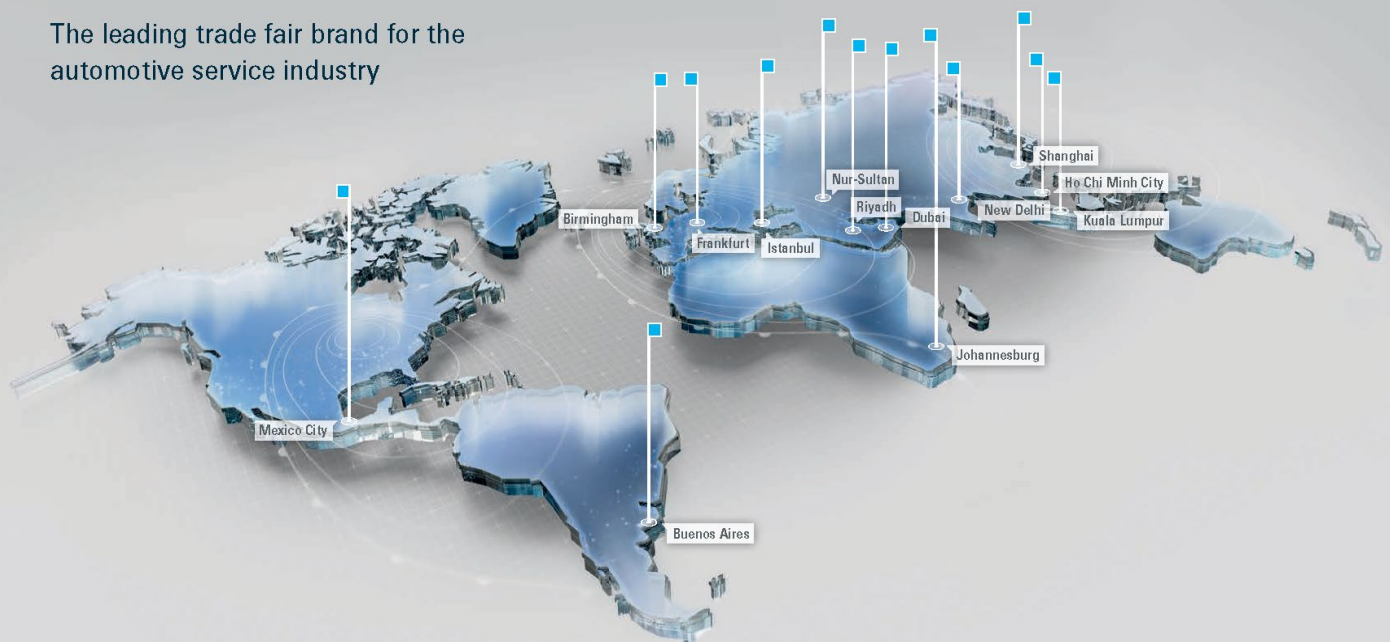 The leading trade fair brand for the
automotive service industry
Shanghai
Nur-Sultan
Ho Chi Minh City
Riyadh
New Delhi
Dubai
Birmingham
Kuala Lumpur
Frankfurt
Istanbul
Johannesburg
Mexico City
Buenos Aires